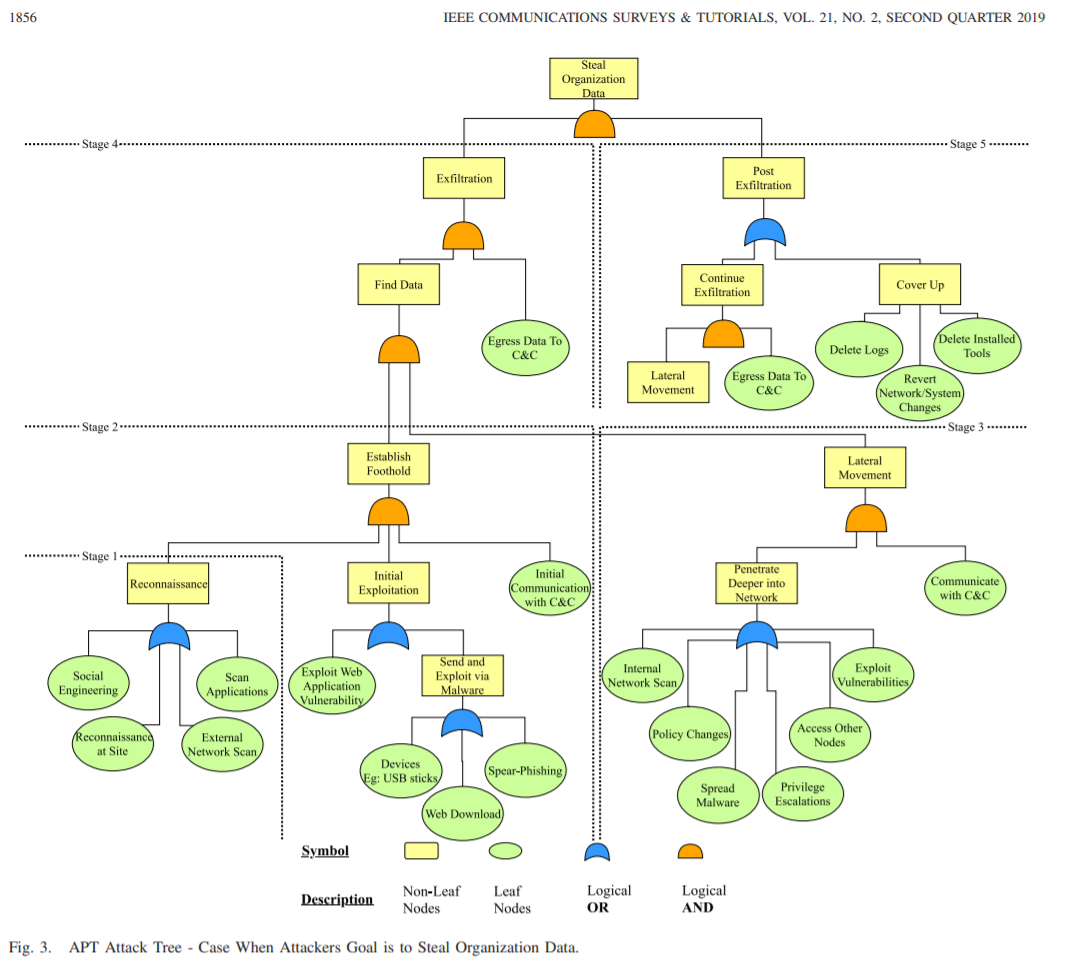 1856
IEEE COMMUNICATIONS SURVEYS & TUTORIALS, VOL. 21, NO. 2, SECOND QUARTER 2019
Steal
Organization
Data
Stage 4
Stage 5
Exfiltration
Post
Exfiltration
Find Data
Egress Data To
C&C
Continue
Exfiltration
Cover Up
Lateral
Movement
Egress Data To
C&C
Delete Logs
Revert
Network/System
Changes
Delete Installed
Tools
Stage 2
Stage 3
Establish
Foothold
Lateral
Movement
Stage 1
Reconnaissance
Initial
Exploitation
Initial
Communication
with C&C
Penetrate
Deeper into
Network
Communicate
with C&C
Social
Engineering
Scan
Applications
Reconnaissance
at Site
External
Network Scan
Exploit Web
Application
Vulnerability
Send and
Exploit via
Malware
Devices
Eg: USB sticks
Web Download
Spear-Phishing
Internal
Network Scan
Exploit
Vulnerabilities
Policy Changes
Access Other
Nodes
Spread
Malware
Privilege
Escalations
Symbol
Description
Non-Leaf
Nodes
Leaf
Nodes
Logical
OR
Logical
AND
Fig. 3. APT Attack Tree - Case When Attackers Goal is to Steal Organization Data.